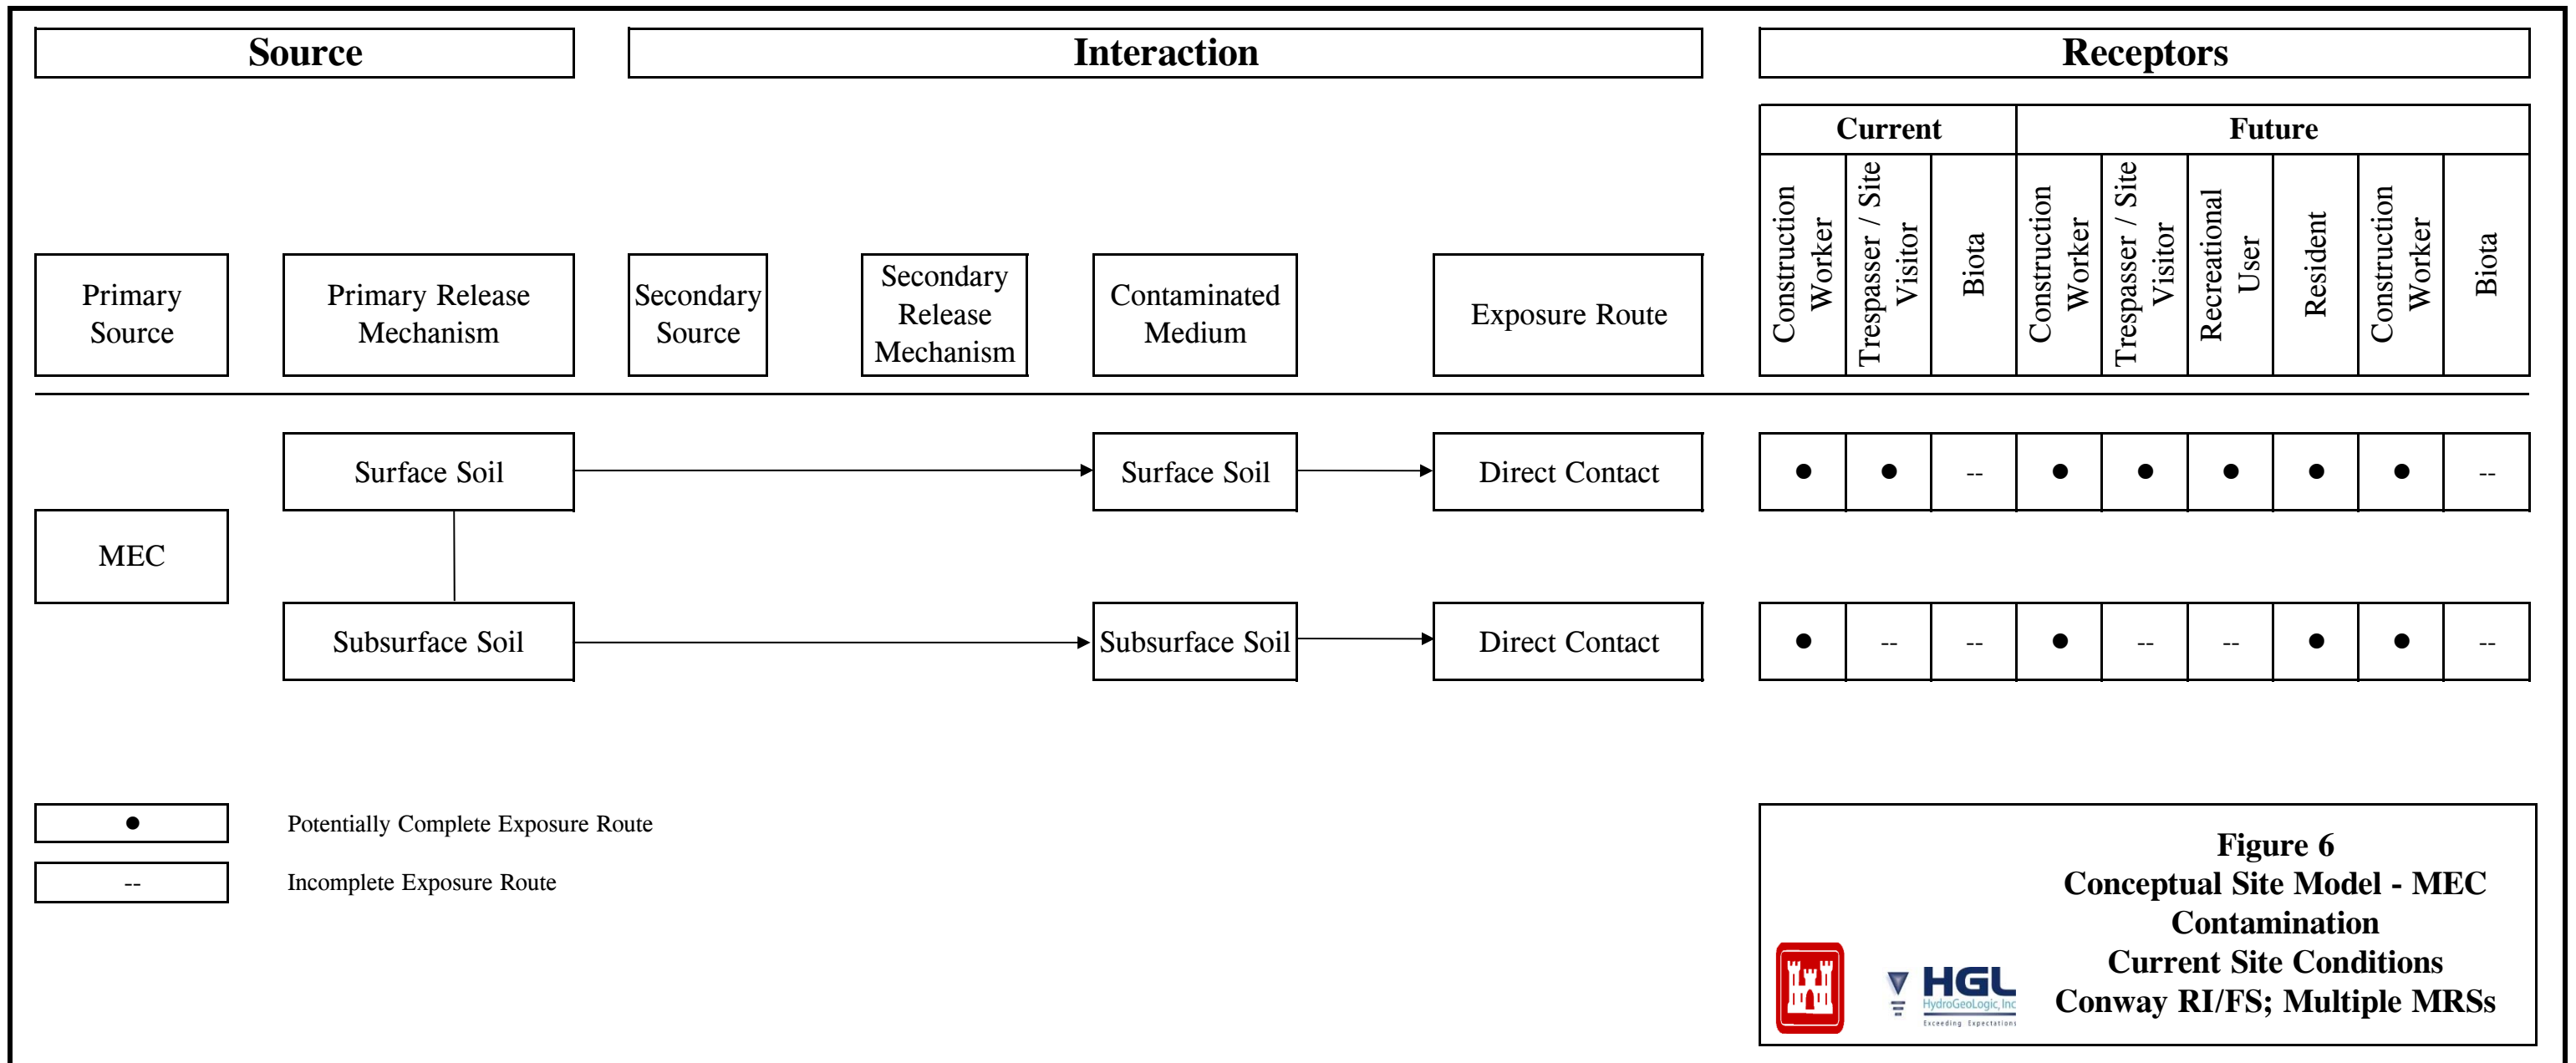 Source
Interaction
Receptors
Current
Future
Construction
Worker
Trespasser / Site
Visitor
Biota
Construction
Worker
Trespasser / Site
Visitor
Recreational
User
Resident
Construction
Worker
Biota
Primary
Source
Primary Release
Mechanism
Secondary
Source
Secondary
Release
Mechanism
Contaminated
Medium
Exposure Route
MEC
Surface Soil
Surface Soil
Direct Contact
● ● -- ● ● ● ● ● --
Subsurface Soil
Subsurface Soil
Direct Contact
● -- -- ● -- -- ● ● --
● Potentially Complete Exposure Route
-- Incomplete Exposure Route
Figure 6
Conceptual Site Model - MEC
Contamination
Current Site Conditions
Conway RI/FS; Multiple MRSs
HGL
HydroGeoLogic, Inc
Exceeding Expectations